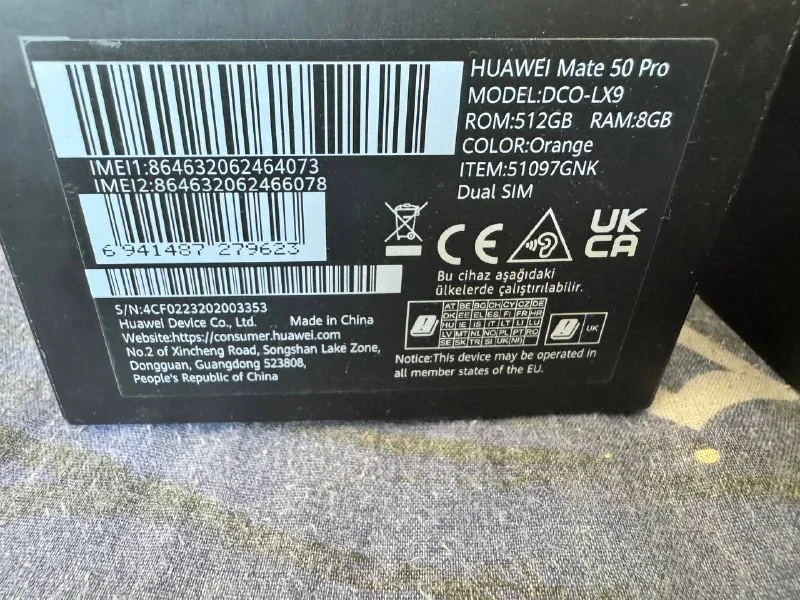 HUAWEI Mate 50 Pro
MODEL:DCO-LX9
ROM:512GB RAM:8GB
COLOR:Orange
ITEM:51097GNK
Dual SIM
IMEI1:864632062464073
IMEI2:864632062466078
6 941487 279623
S/N:4CF0223202003353
Huawei Device Co., Ltd. Made in China
Website:https://consumer.huawei.com
No.2 of Xincheng Road, Songshan Lake Zone,
Dongguan, Guangdong 523808,
People's Republic of China
CE
UK
CA
Bu cihaz aşağıdaki
ülkelerde çalıştırılabilir.
AT BE BG CH CY CZ DE
DK EE EL ES FI FR HR
HU IE IS IT LT LI LU
LV MT NL NO PL PT RO
SE SK TR SI UK(NI)
UK
Notice:This device may be operated in
all member states of the EU.